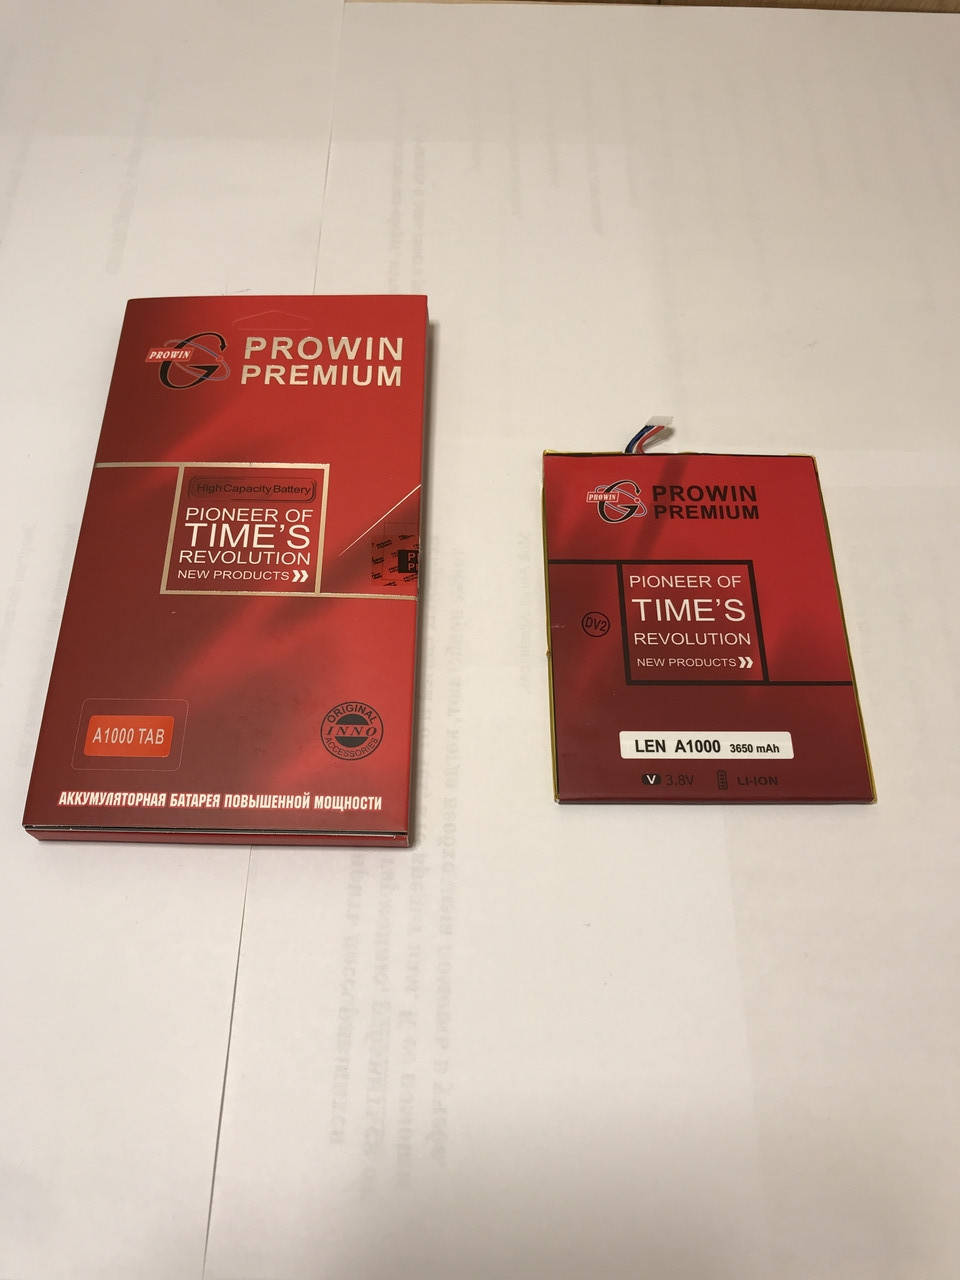 PROWIN
PROWIN
PREMIUM
High Capacity Battery
PIONEER OF
TIME'S
REVOLUTION
NEW PRODUCTS
A1000 TAB
ORIGINAL
INNO
ACCESSORIES
АККУМУЛЯТОРНАЯ БАТАРЕЯ ПОВЫШЕННОЙ МОЩНОСТИ
PROWIN
PROWIN
PREMIUM
PIONEER OF
TIME'S
REVOLUTION
NEW PRODUCTS
DV2
LEN A1000 3650 mAh
V 3,8V LI-ION